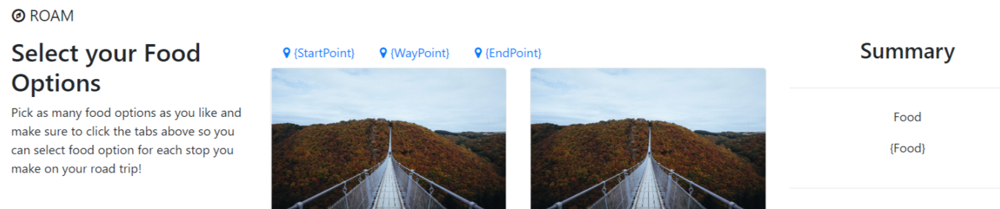 ROAM
Select your Food
Options
Pick as many food options as you like and
make sure to click the tabs above so you
can select food option for each stop you
make on your road trip!
{StartPoint} {WayPoint} {EndPoint}
Summary
Food
{Food}